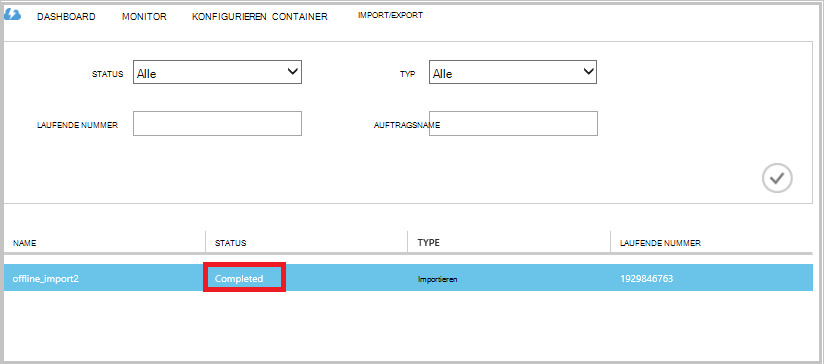 DASHBOARD MONITOR KONFIGURIEREN CONTAINER IMPORT/EXPORT
STATUS Alle TYP Alle
LAUFENDE NUMMER AUFTRAGSNAME
NAME STATUS TYPE LAUFENDE NUMMER
offline_import2 Completed Importieren 1929846763